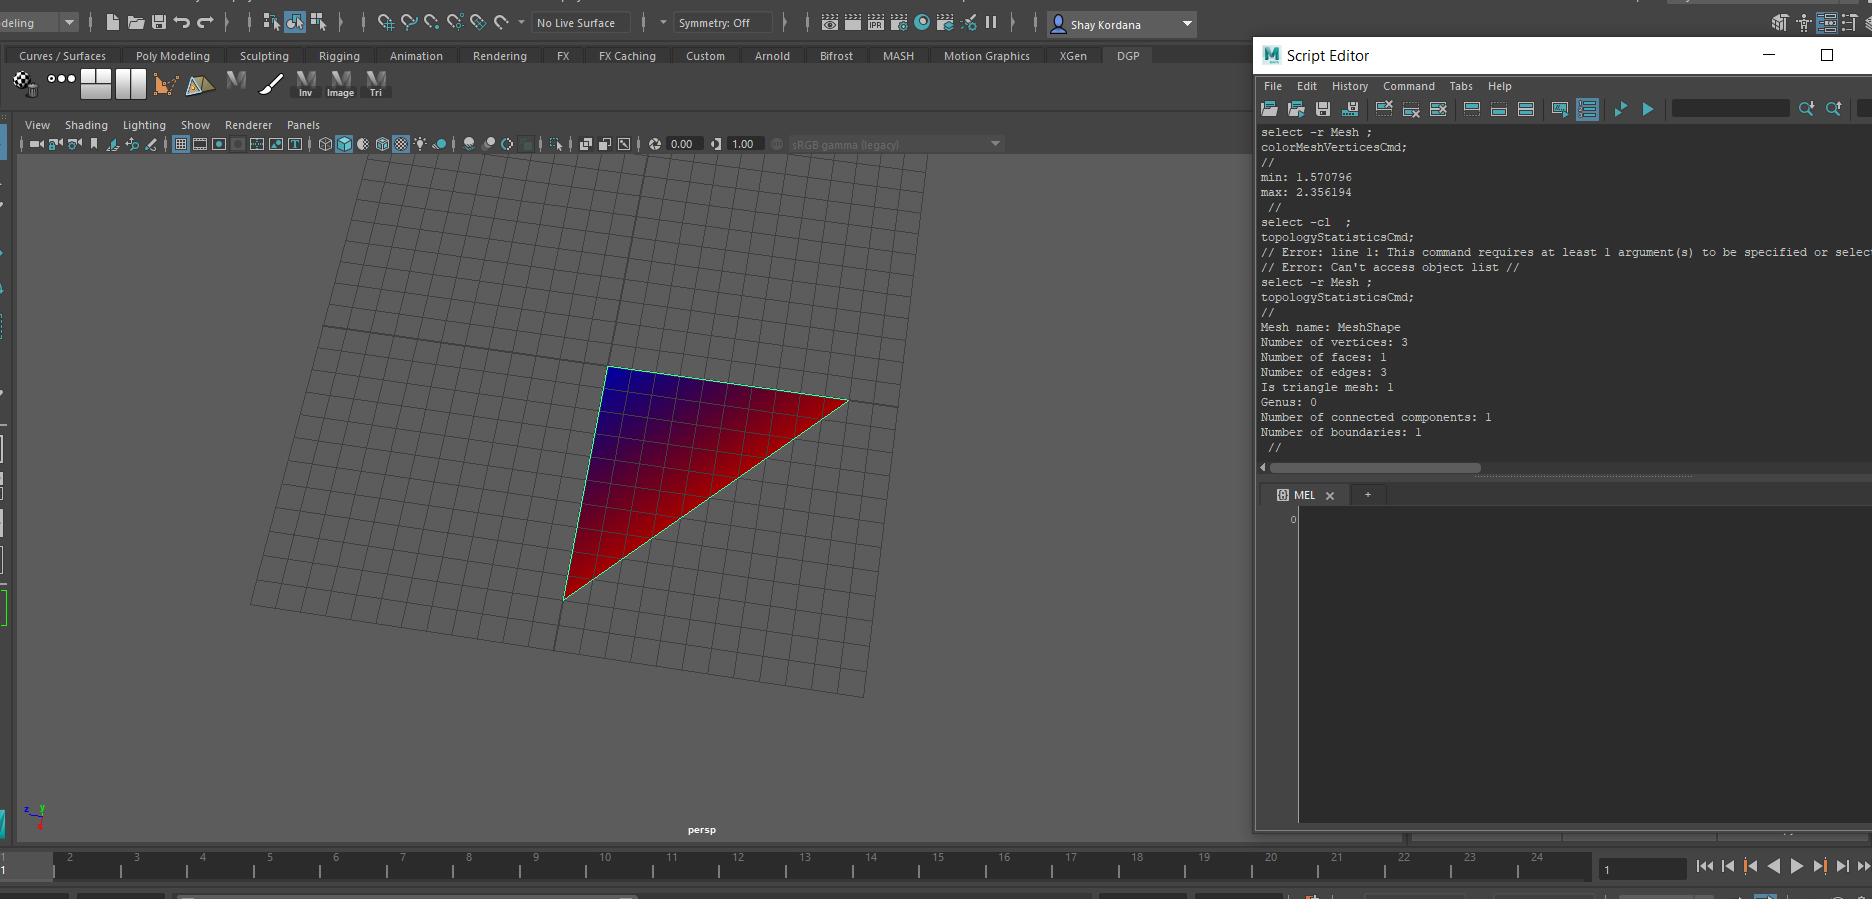 deling
No Live Surface
Symmetry: Off
Shay Kordana
Curves / Surfaces Poly Modeling Sculpting Rigging Animation Rendering FX FX Caching Custom Arnold Bifrost MASH Motion Graphics XGen DGP
Inv Image Tri
View Shading Lighting Show Renderer Panels
0.00 1.00 sRGB gamma (legacy)
persp
Script Editor
File Edit History Command Tabs Help
select -r Mesh ;
colorMeshVerticesCmd;
//
min: 1.570796
max: 2.356194
//
select -cl  ;
topologyStatisticsCmd;
// Error: line 1: This command requires at least 1 argument(s) to be specified or selec
// Error: Can't access object list //
select -r Mesh ;
topologyStatisticsCmd;
//
Mesh name: MeshShape
Number of vertices: 3
Number of faces: 1
Number of edges: 3
Is triangle mesh: 1
Genus: 0
Number of connected components: 1
Number of boundaries: 1
//
MEL
0
z y x
1 2 3 4 5 6 7 8 9 10 11 12 13 14 15 16 17 18 19 20 21 22 23 24
1
1